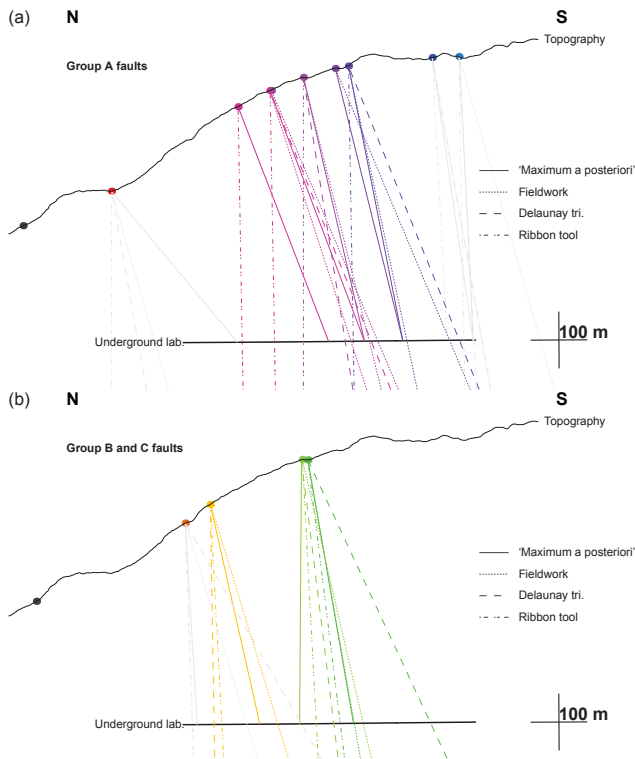 (a) N S
Topography
Group A faults
'Maximum a posteriori'
Fieldwork
Delaunay tri.
Ribbon tool
100 m
Underground lab.
(b) N S
Topography
Group B and C faults
'Maximum a posteriori'
Fieldwork
Delaunay tri.
Ribbon tool
100 m
Underground lab.